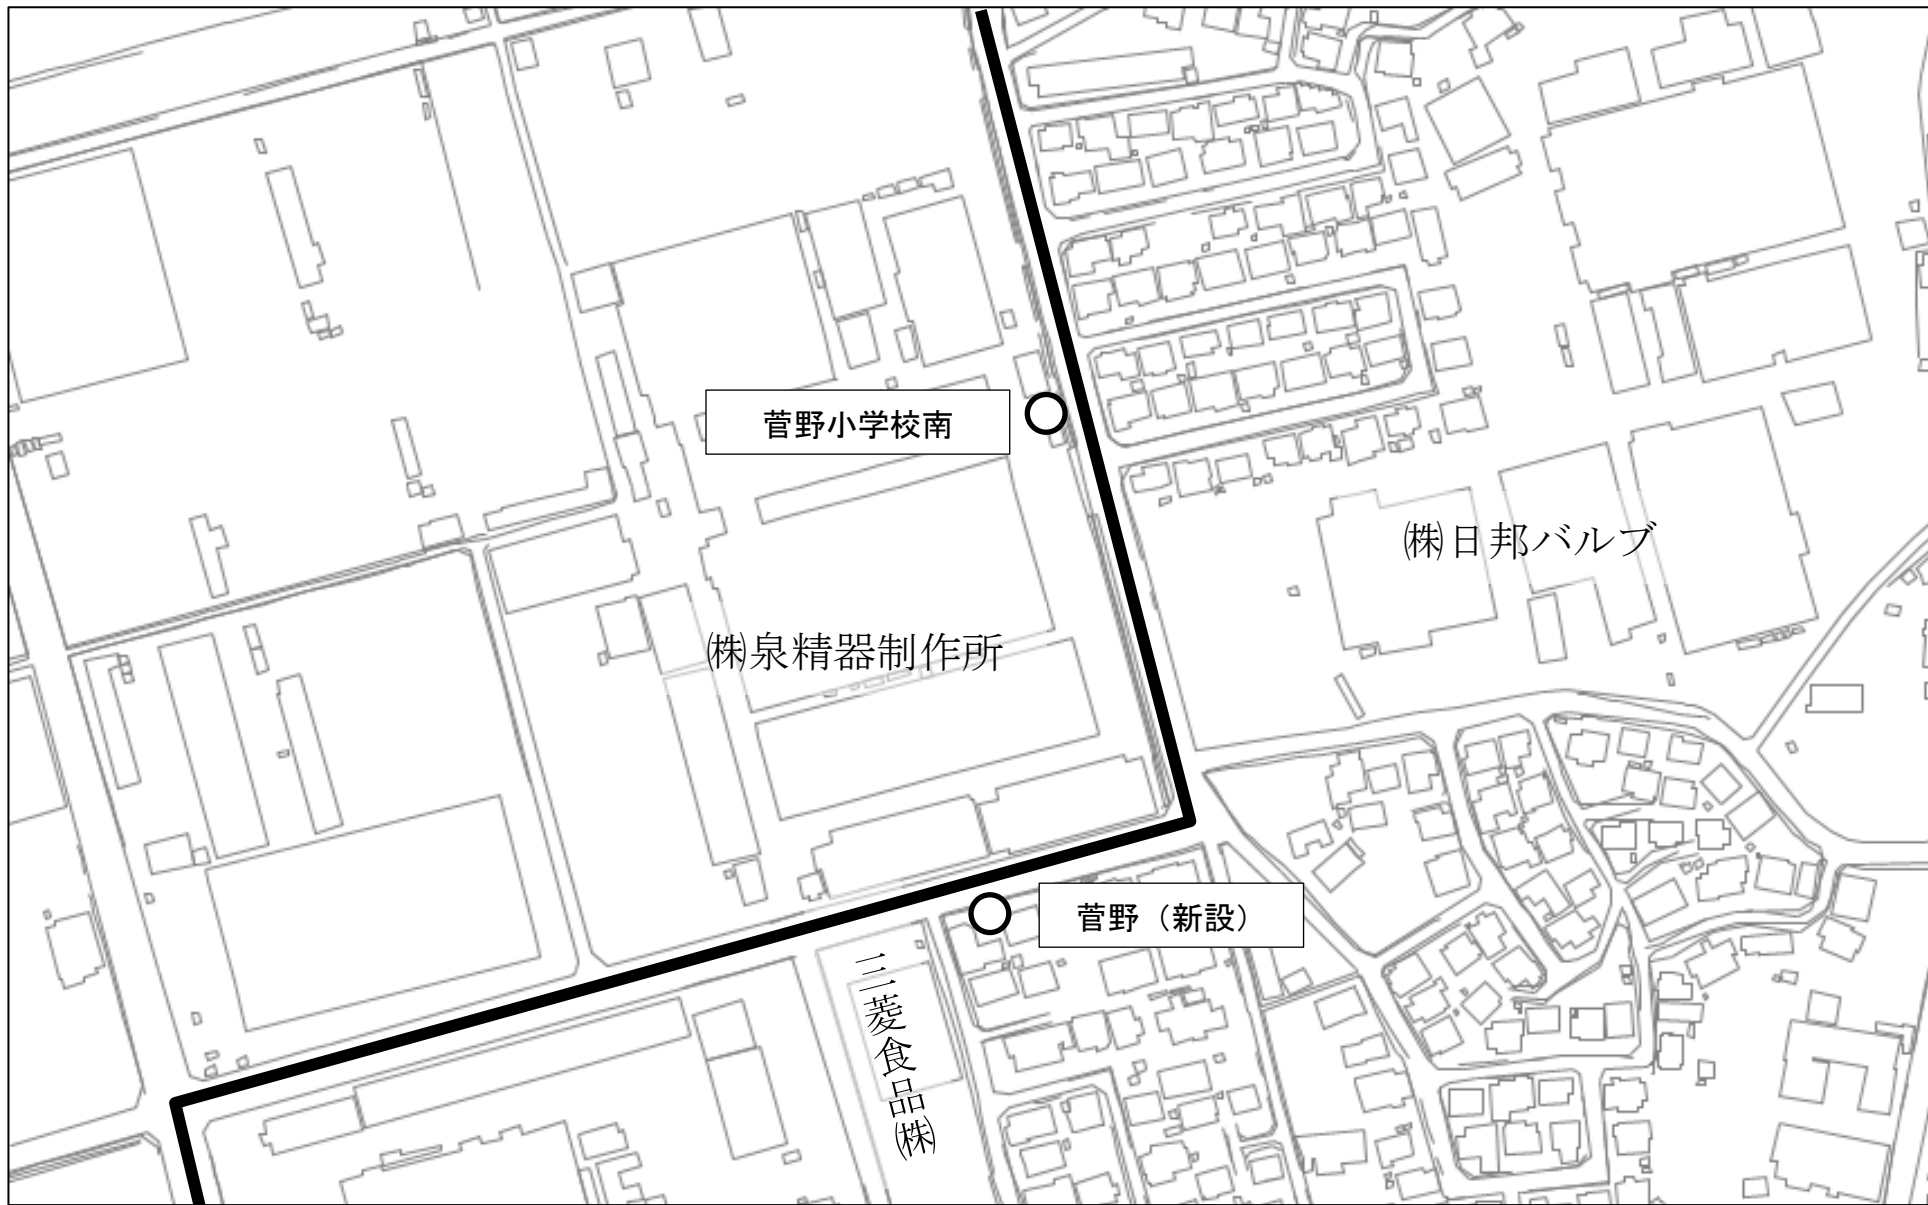 菅野小学校南
㈱日邦バルブ
㈱泉精器制作所
菅野（新設）
三菱食品㈱